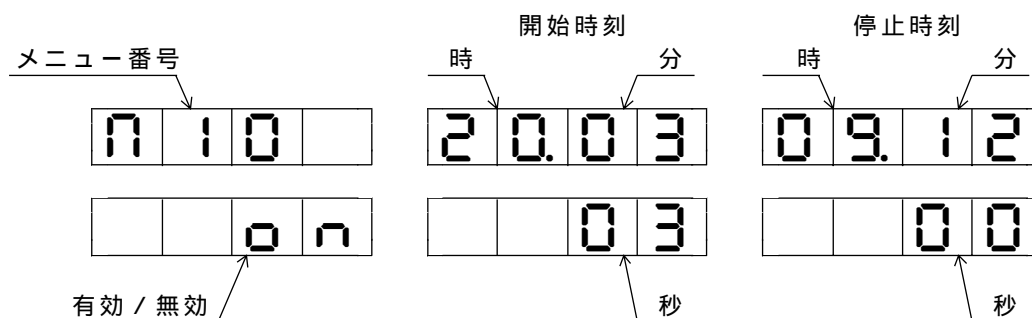 開始時刻 停止時刻
メニュー番号 時 分 時 分
П10 20.03 09.12
on 03 00
有効/無効 秒 秒